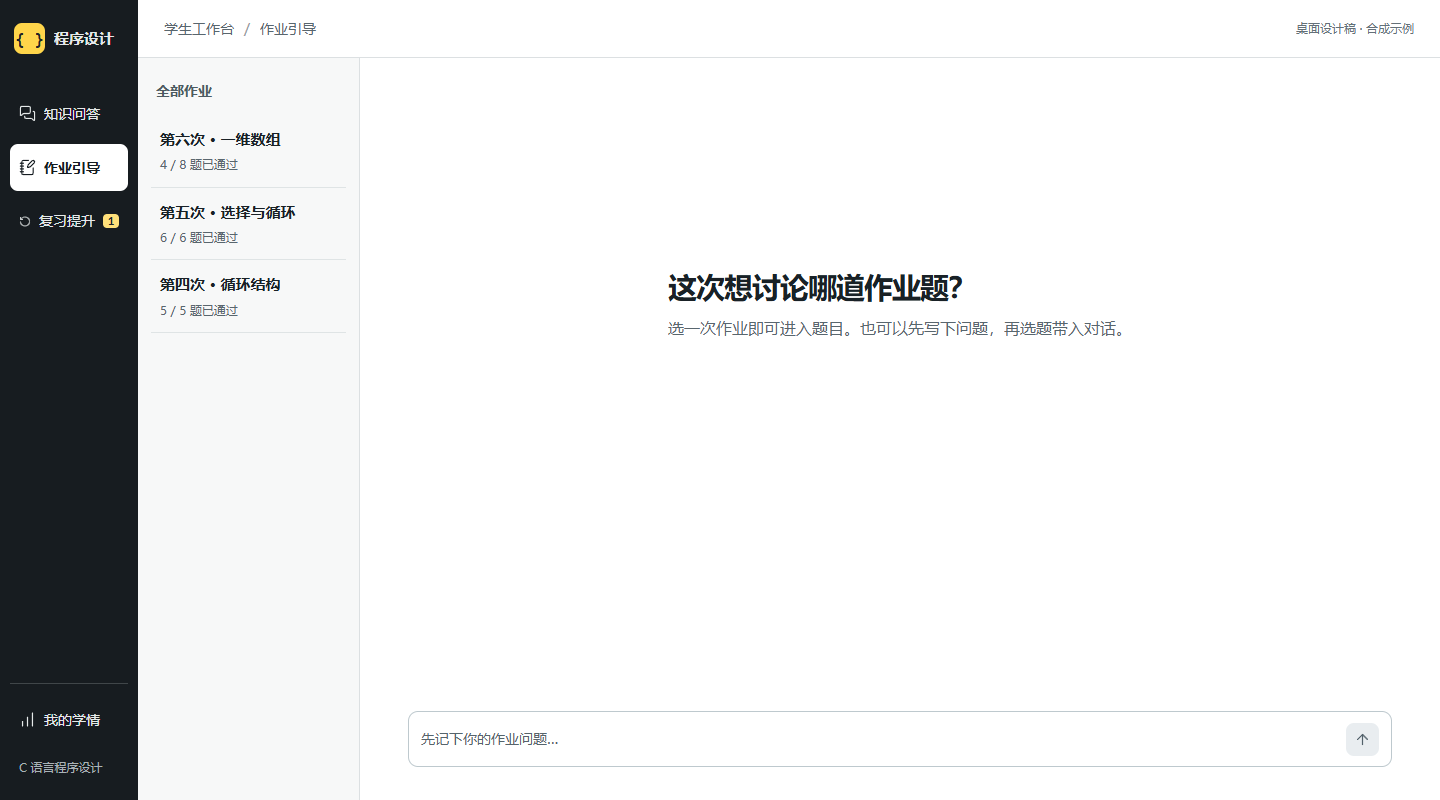 { } 程序设计
知识问答
作业引导
复习提升 1
我的学情
C 语言程序设计
学生工作台 / 作业引导
桌面设计稿 · 合成示例
全部作业
第六次 • 一维数组
4 / 8 题已通过
第五次 • 选择与循环
6 / 6 题已通过
第四次 • 循环结构
5 / 5 题已通过
这次想讨论哪道作业题？
选一次作业即可进入题目。也可以先写下问题，再选题带入对话。
先记下你的作业问题…